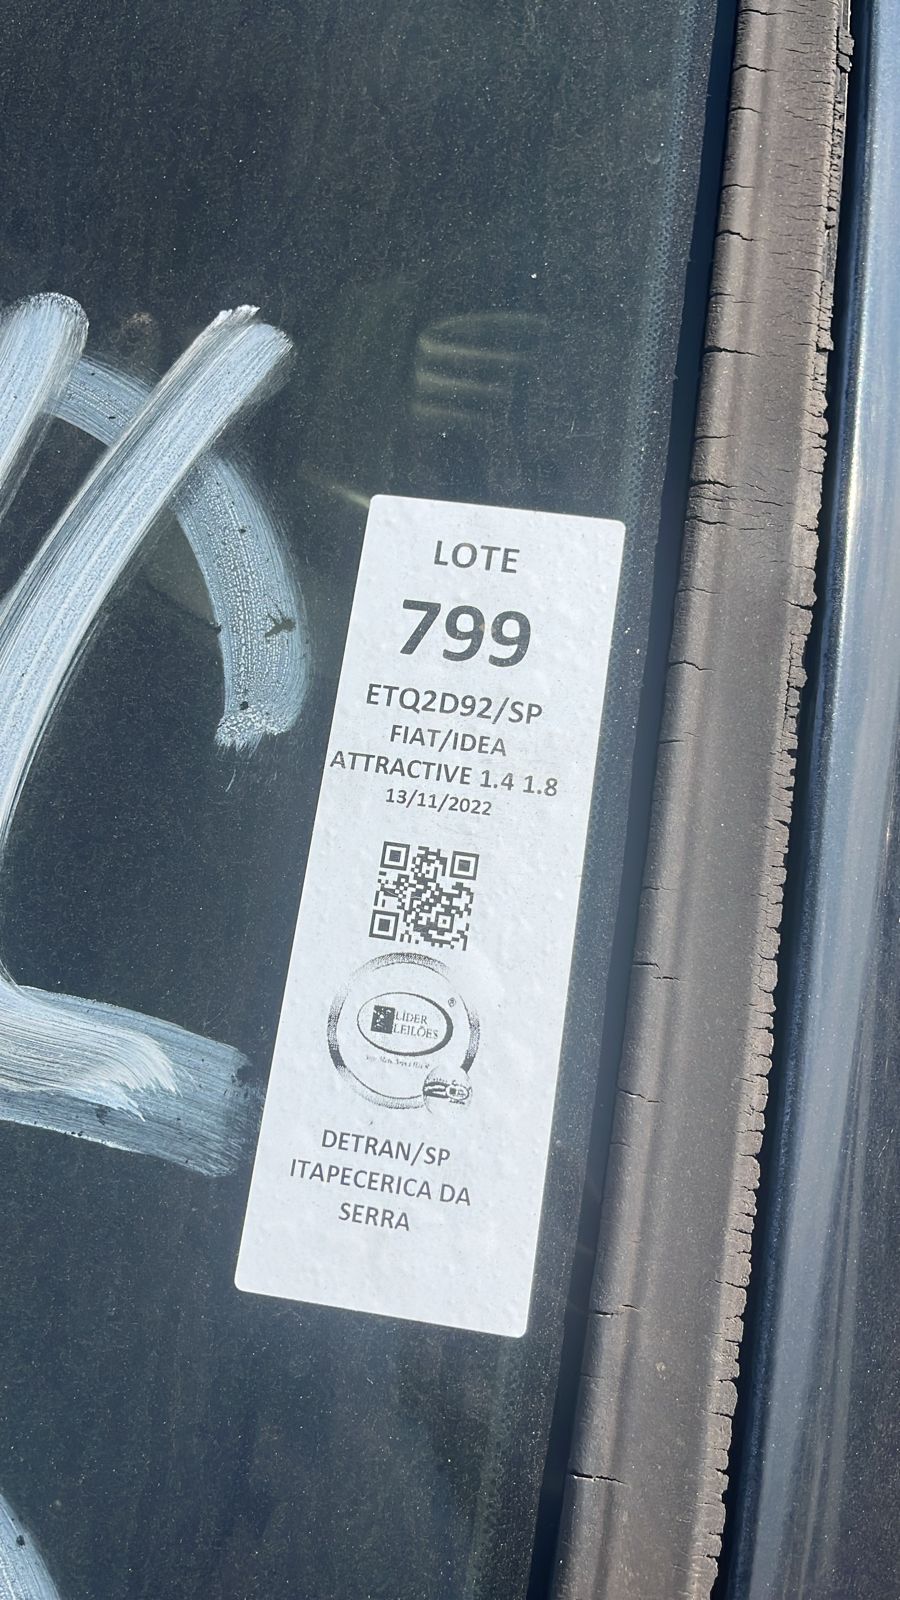 LOTE
799
ETQ2D92/SP
FIAT/IDEA
ATTRACTIVE 1.4 1.8
13/11/2022
LÍDER
LEILÕES
®
DETRAN/SP
ITAPECERICA DA
SERRA